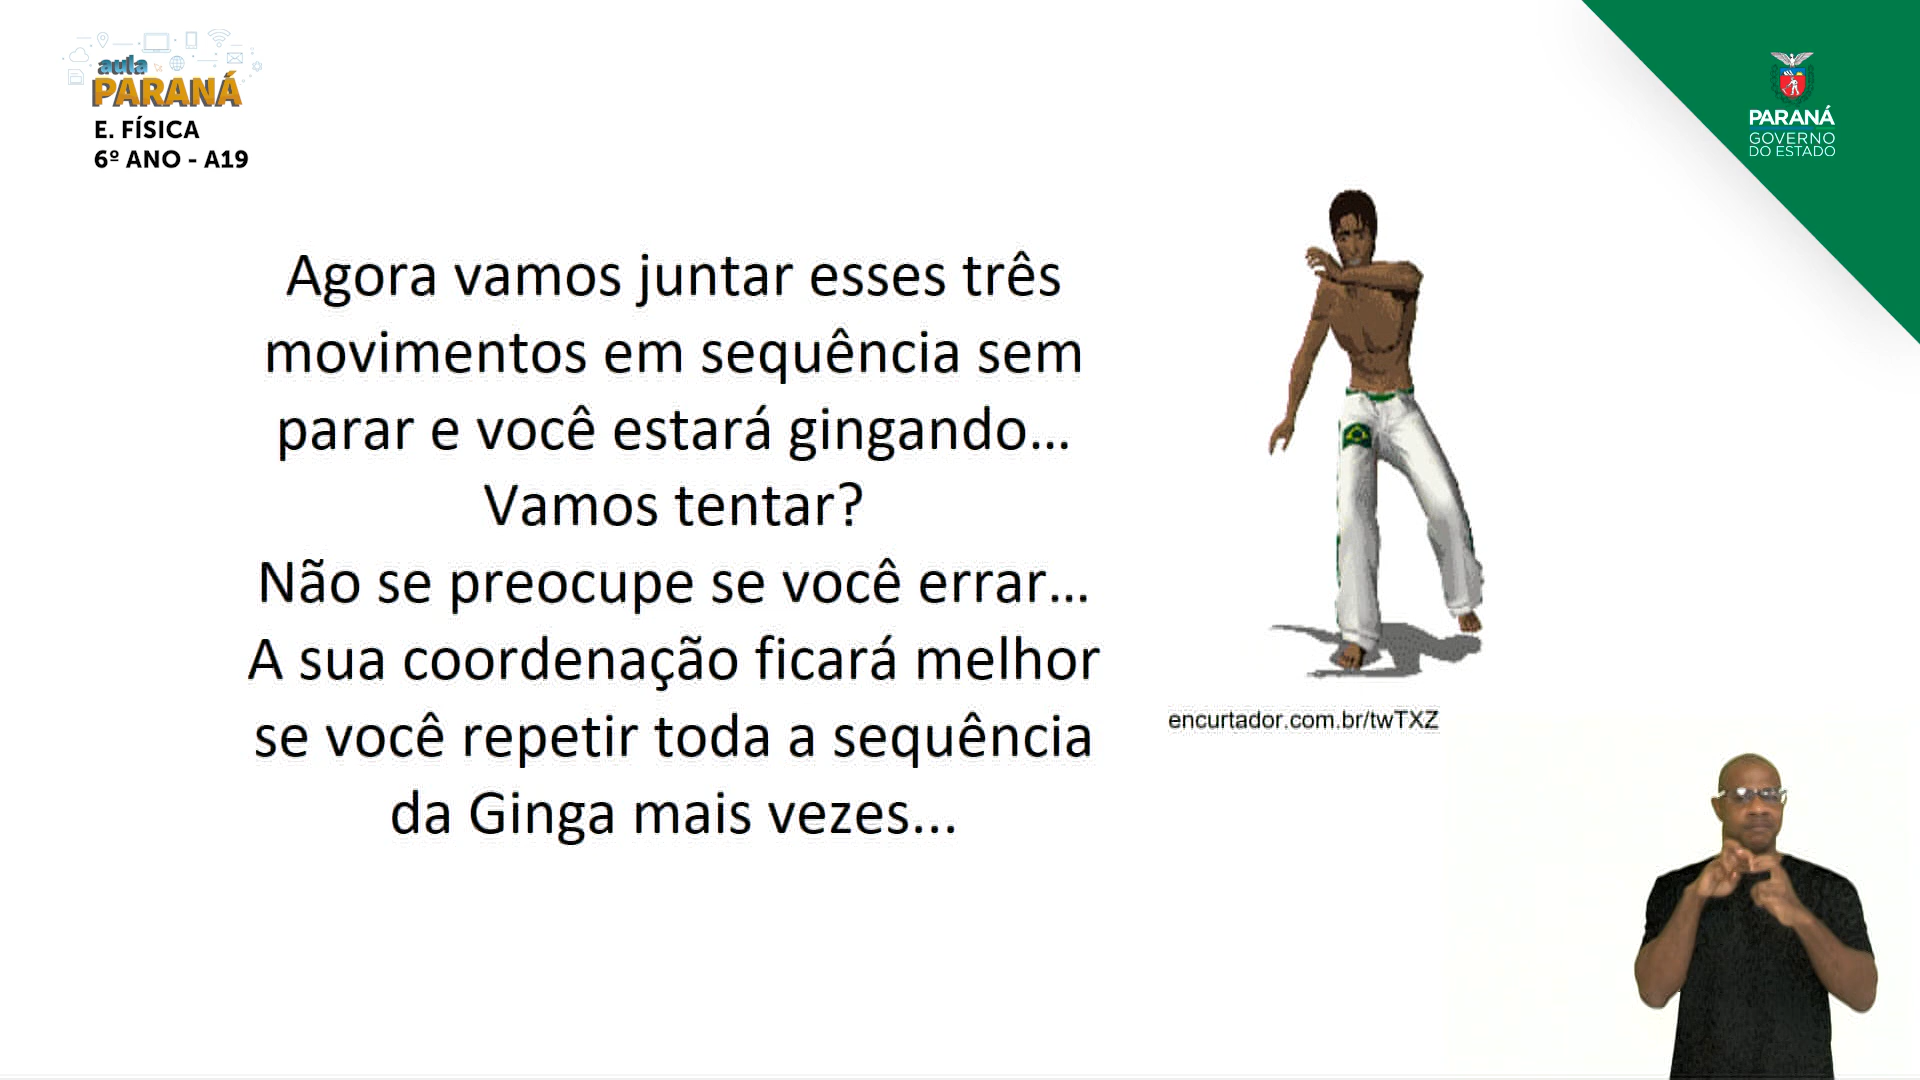 aula
PARANÁ
E. FÍSICA
6º ANO - A19
PARANÁ
GOVERNO
DO ESTADO
Agora vamos juntar esses três
movimentos em sequência sem
parar e você estará gingando...
Vamos tentar?
Não se preocupe se você errar...
A sua coordenação ficará melhor
se você repetir toda a sequência
da Ginga mais vezes...
encurtador.com.br/twTXZ